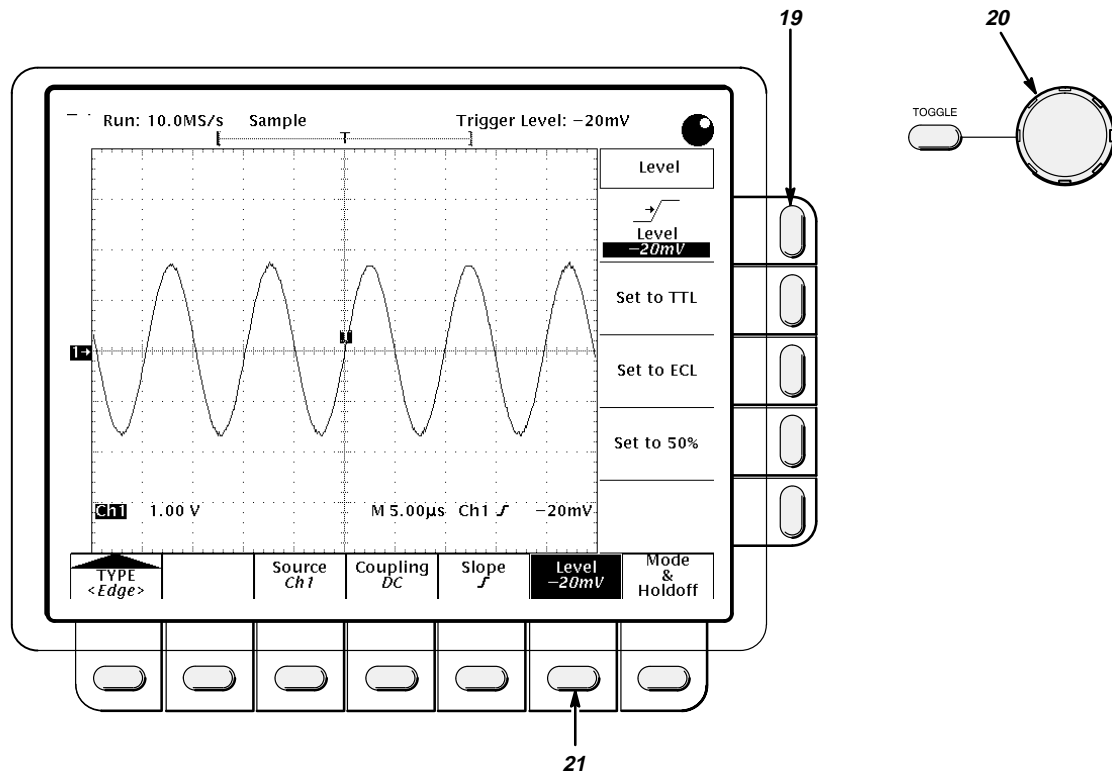 19
20
TOGGLE
Run: 10.0MS/s Sample Trigger Level: −20mV
T
Level
Level
−20mV
Set to TTL
Set to ECL
Set to 50%
1→
T
Ch1 1.00 V M 5.00µs Ch1 −20mV
TYPE
<Edge>
Source
Ch1
Coupling
DC
Slope
Level
−20mV
Mode
&
Holdoff
21